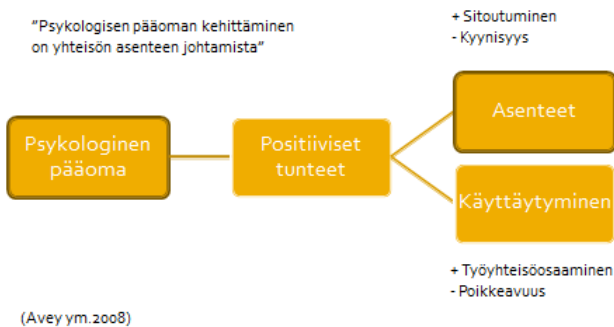 "Psykologisen pääoman kehittäminen
on yhteisön asenteen johtamista"
+ Sitoutuminen
- Kyynisyys
Psykologinen
pääoma
Positiiviset
tunteet
Asenteet
Käyttäytyminen
+ Työyhteisöosaaminen
- Poikkeavuus
(Avey ym.2008)